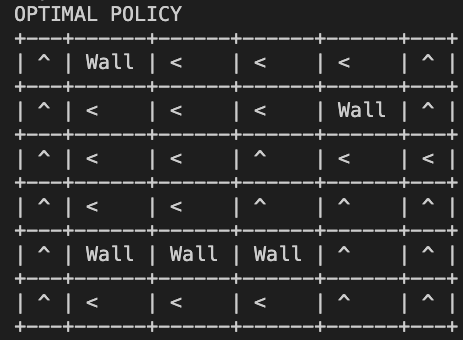 OPTIMAL POLICY
+---+------+------+------+------+---+
| ^ | Wall | <    | <    | <    | ^ |
+---+------+------+------+------+---+
| ^ | <    | <    | <    | Wall | ^ |
+---+------+------+------+------+---+
| ^ | <    | <    | ^    | <    | < |
+---+------+------+------+------+---+
| ^ | <    | <    | ^    | ^    | ^ |
+---+------+------+------+------+---+
| ^ | Wall | Wall | Wall | ^    | ^ |
+---+------+------+------+------+---+
| ^ | <    | <    | <    | ^    | ^ |
+---+------+------+------+------+---+